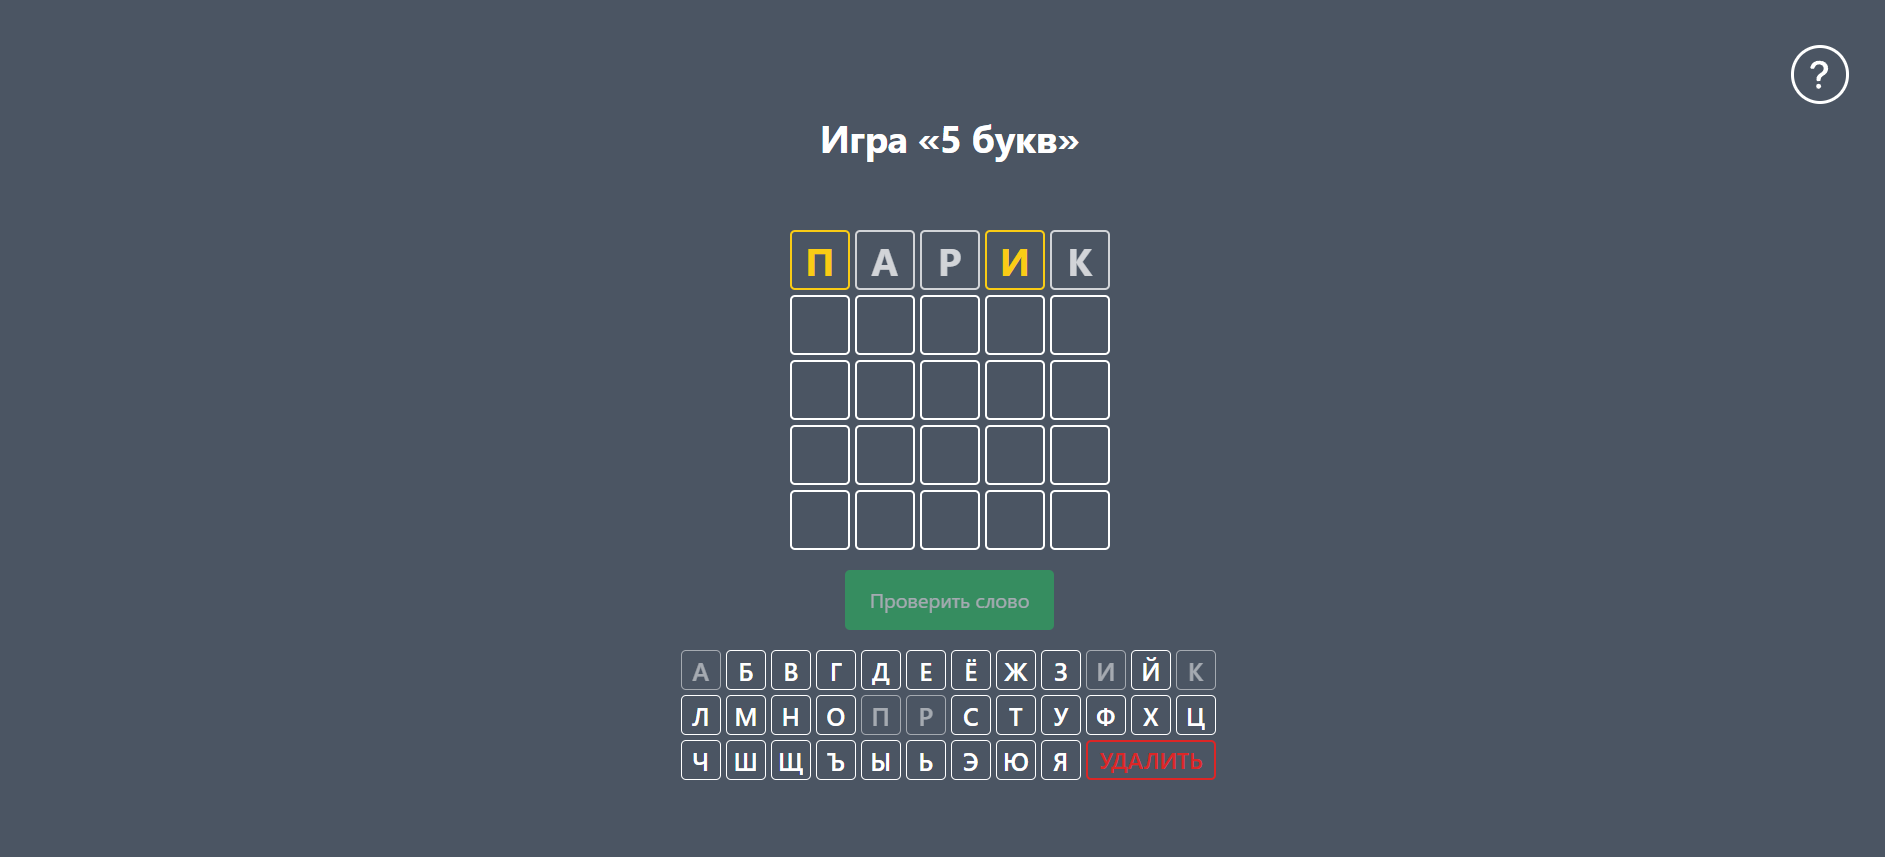 ?
Игра «5 букв»
П А Р И К
Проверить слово
А Б В Г Д Е Ё Ж З И Й К
Л М Н О П Р С Т У Ф Х Ц
Ч Ш Щ Ъ Ы Ь Э Ю Я УДАЛИТЬ